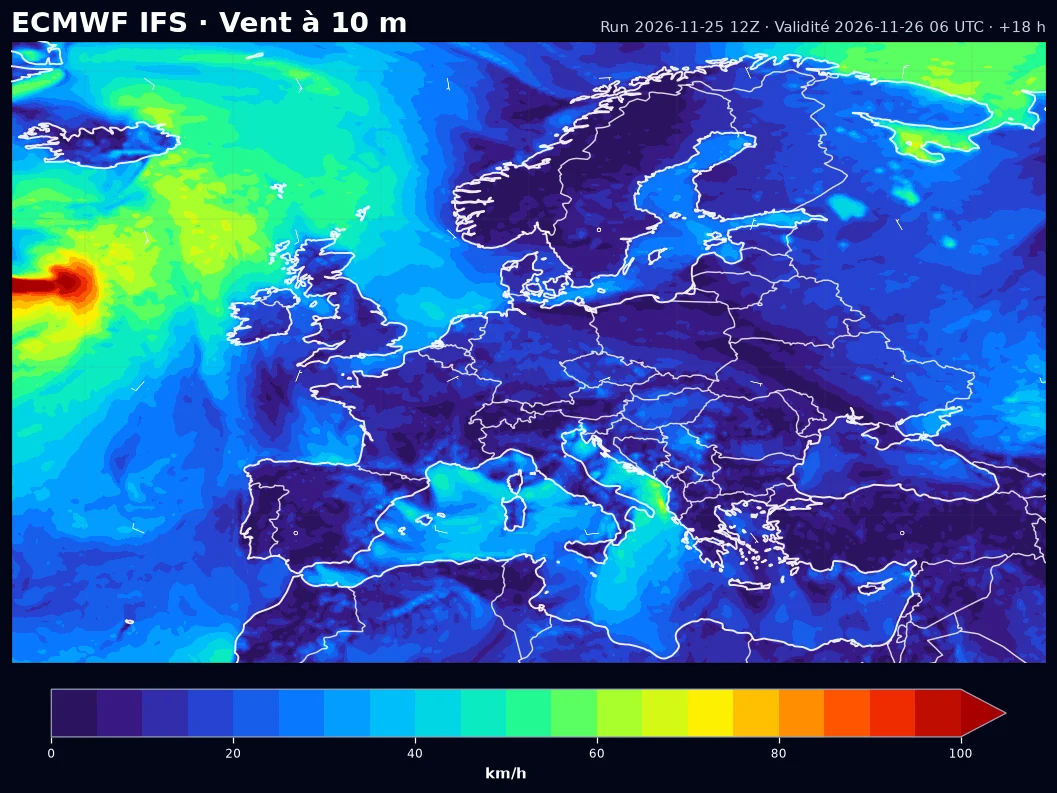 ECMWF IFS · Vent à 10 m
Run 2026-11-25 12Z · Validité 2026-11-26 06 UTC · +18 h
0 20 40 60 80 100
km/h